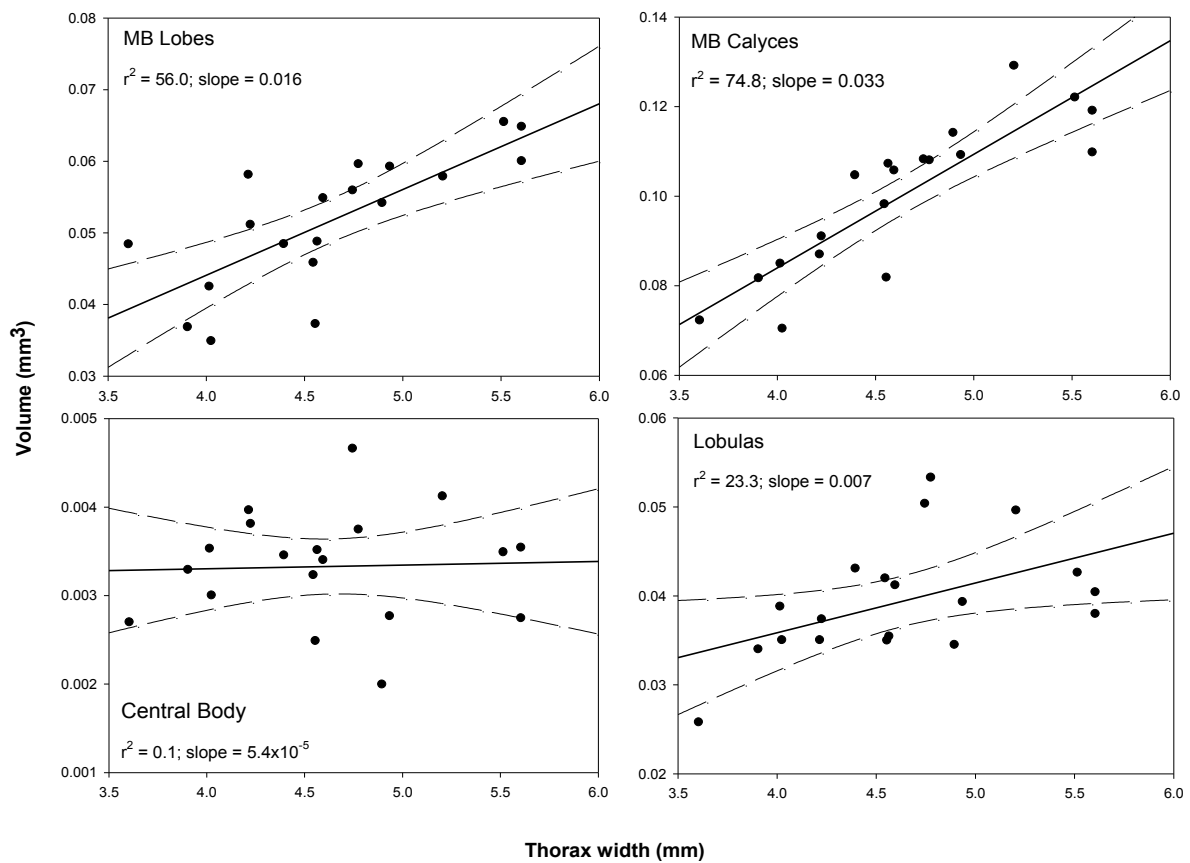 MB Lobes
r² = 56.0; slope = 0.016
0.08
0.07
0.06
0.05
0.04
0.03
3.5 4.0 4.5 5.0 5.5 6.0
MB Calyces
r² = 74.8; slope = 0.033
0.14
0.12
0.10
0.08
0.06
3.5 4.0 4.5 5.0 5.5 6.0
Volume (mm³)
0.005
0.004
0.003
0.002
0.001
Central Body
r² = 0.1; slope = 5.4x10⁻⁵
3.5 4.0 4.5 5.0 5.5 6.0
Lobulas
r² = 23.3; slope = 0.007
0.06
0.05
0.04
0.03
0.02
3.5 4.0 4.5 5.0 5.5 6.0
Thorax width (mm)